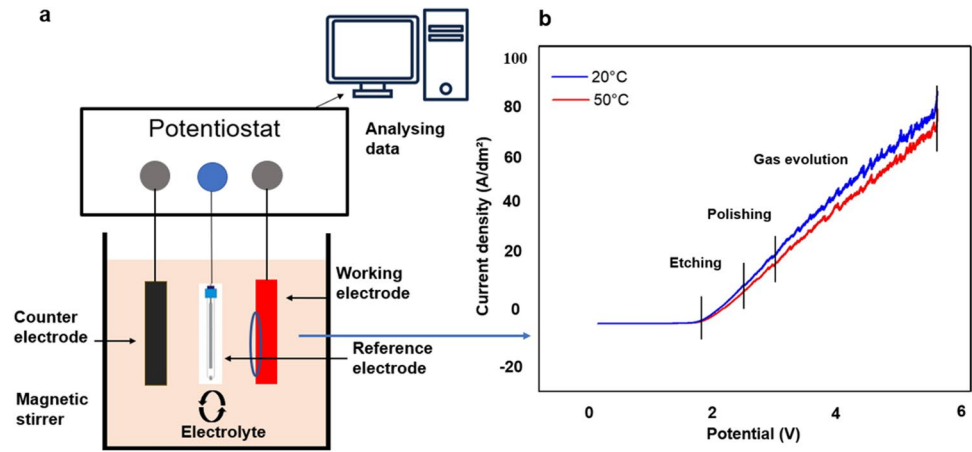 a
Potentiostat
Analysing
data
Working
electrode
Counter
electrode
Reference
electrode
Magnetic
stirrer
Electrolyte
b
Current density (A/dm²)
100
80
60
40
20
0
-20
20°C
50°C
Gas evolution
Polishing
Etching
0 2 4 6
Potential (V)